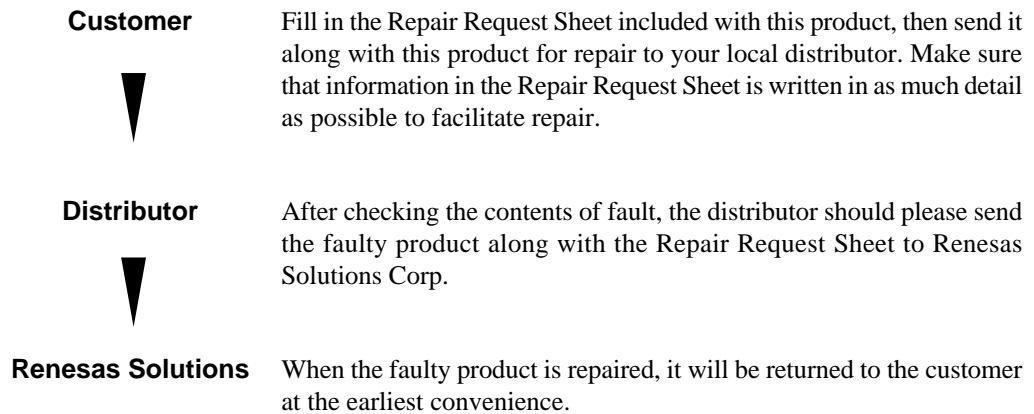 Customer
Fill in the Repair Request Sheet included with this product, then send it
along with this product for repair to your local distributor. Make sure
that information in the Repair Request Sheet is written in as much detail
as possible to facilitate repair.
Distributor
After checking the contents of fault, the distributor should please send
the faulty product along with the Repair Request Sheet to Renesas
Solutions Corp.
Renesas Solutions
When the faulty product is repaired, it will be returned to the customer
at the earliest convenience.